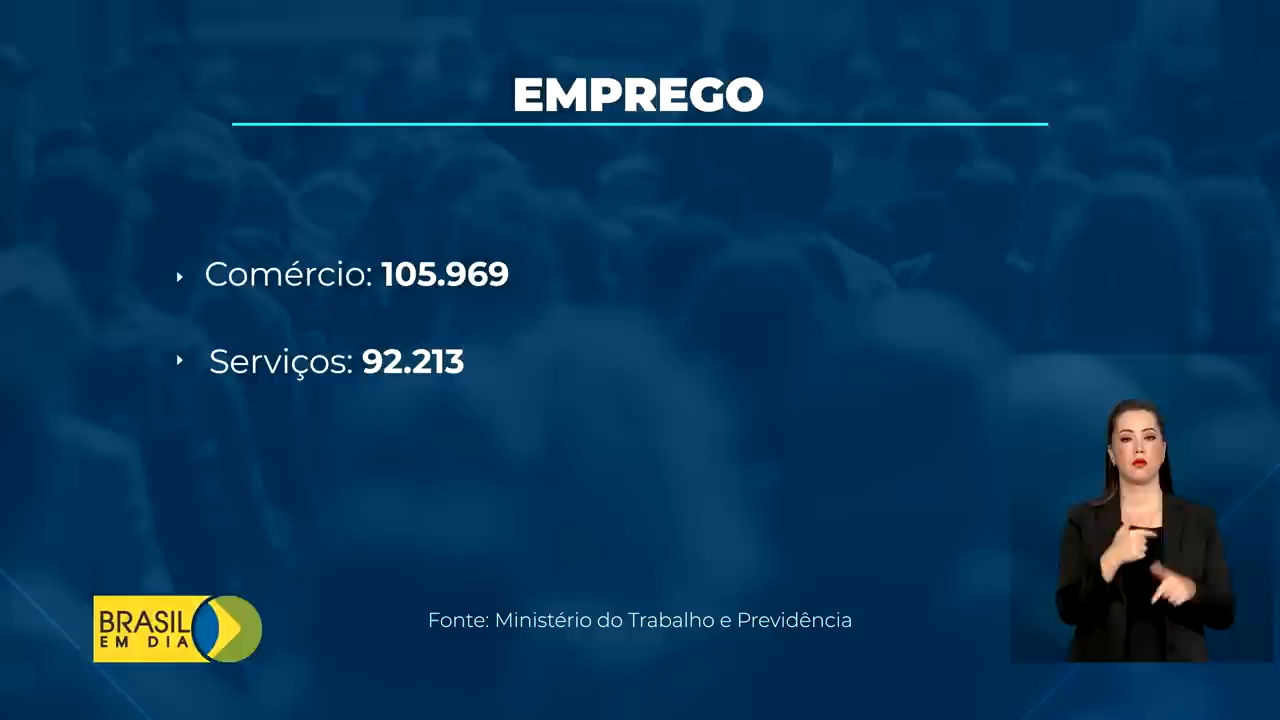 EMPREGO
Comércio: 105.969
Serviços: 92.213
Fonte: Ministério do Trabalho e Previdência
BRASIL
EM DIA